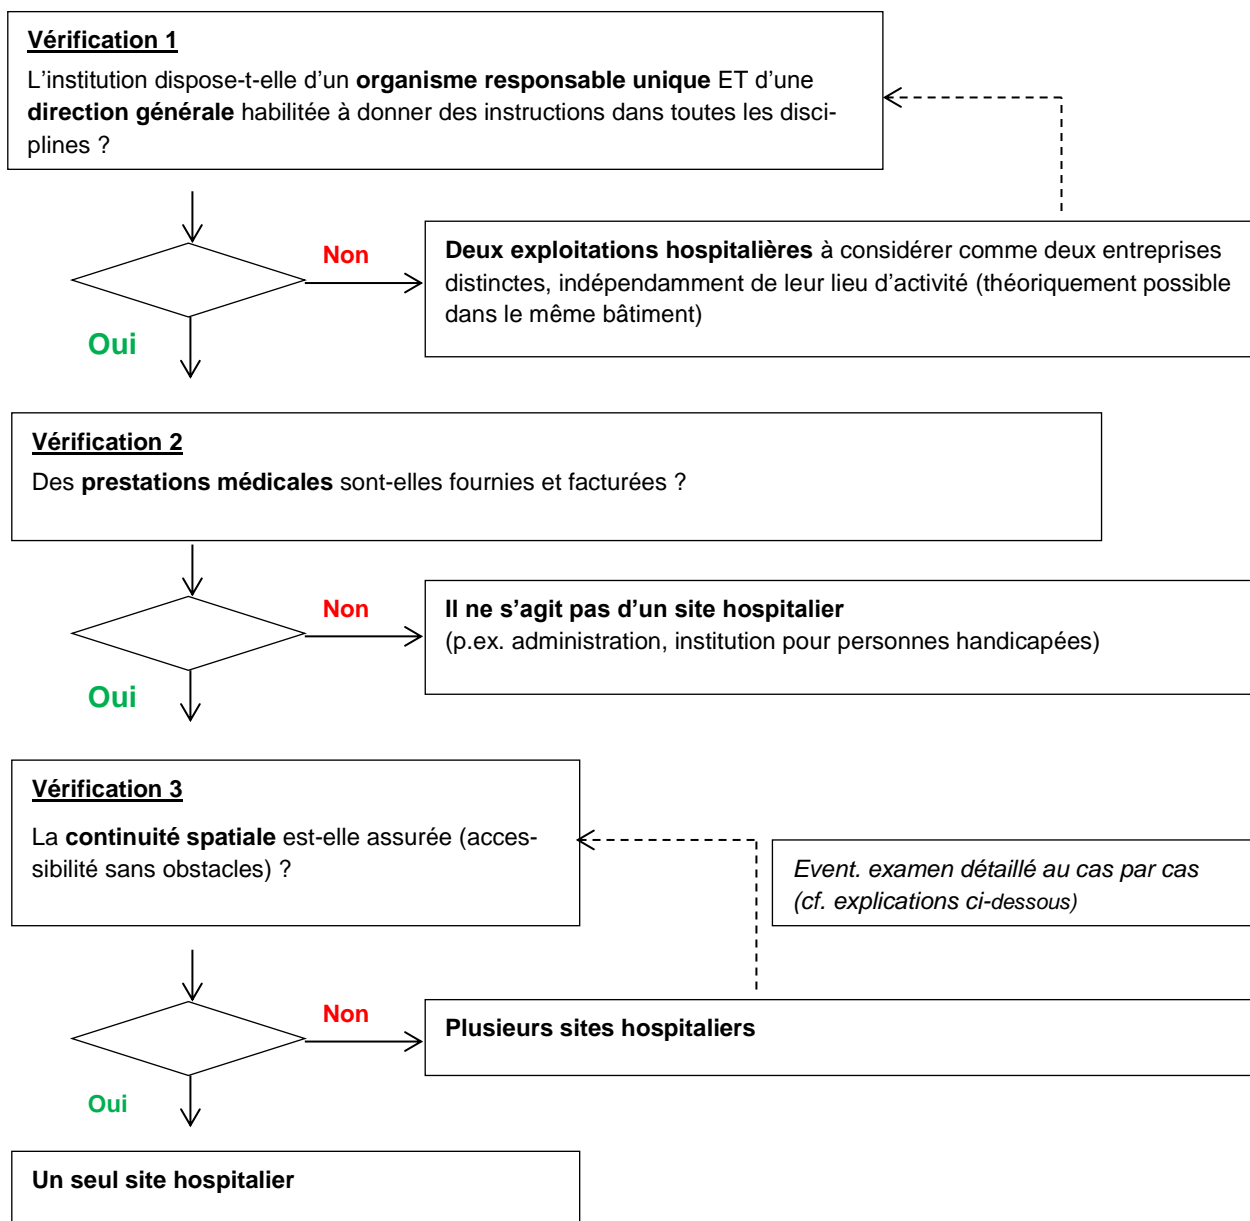 Vérification 1
L’institution dispose-t-elle d’un organisme responsable unique ET d’une
direction générale habilitée à donner des instructions dans toutes les disci-
plines ?
Non
Deux exploitations hospitalières à considérer comme deux entreprises
distinctes, indépendamment de leur lieu d’activité (théoriquement possible
dans le même bâtiment)
Oui
Vérification 2
Des prestations médicales sont-elles fournies et facturées ?
Non
Il ne s’agit pas d’un site hospitalier
(p.ex. administration, institution pour personnes handicapées)
Oui
Vérification 3
La continuité spatiale est-elle assurée (acces-
sibilité sans obstacles) ?
Event. examen détaillé au cas par cas
(cf. explications ci-dessous)
Non
Plusieurs sites hospitaliers
Oui
Un seul site hospitalier